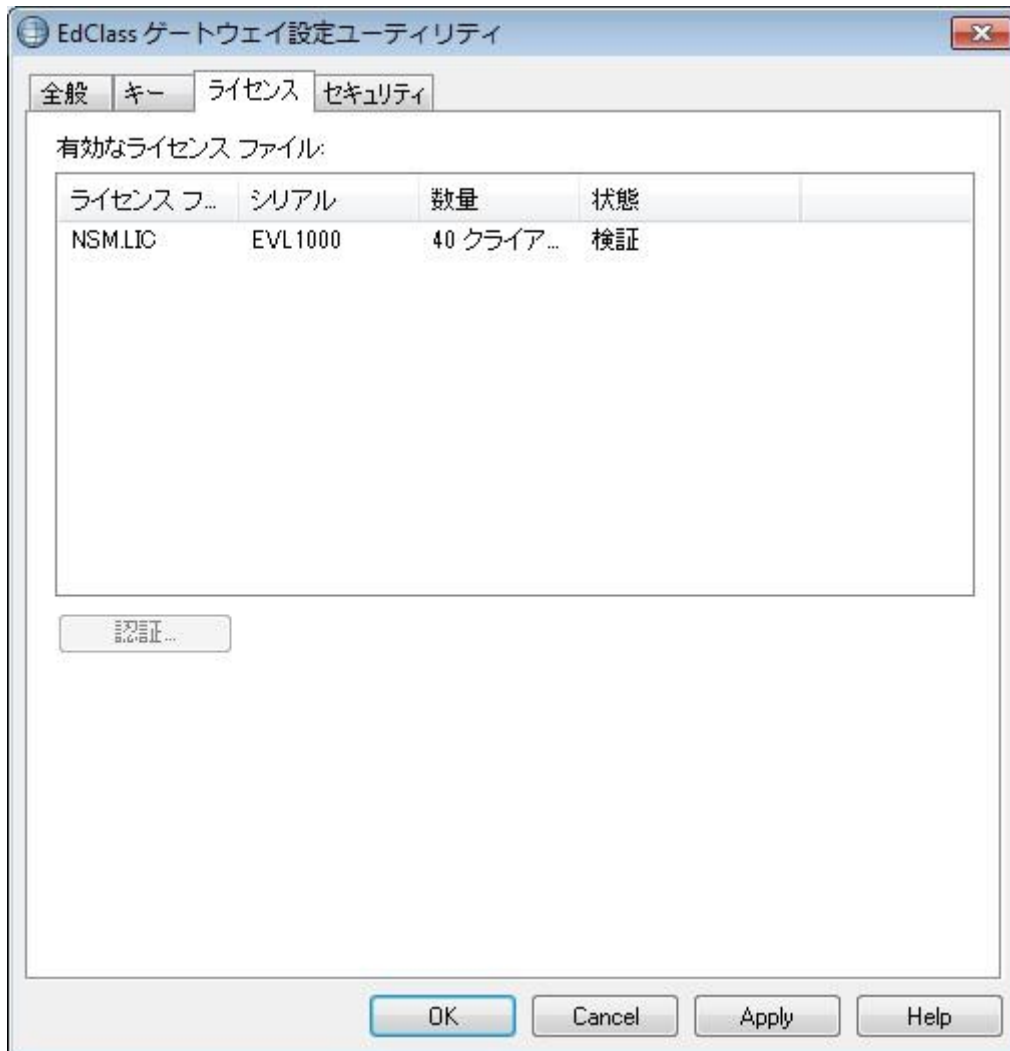 EdClass ゲートウェイ設定ユーティリティ
全般 キー ライセンス セキュリティ
有効なライセンス ファイル:
ライセンス フ... シリアル 数量 状態
NSM.LIC EVL1000 40 クライア... 検証
認証...
OK Cancel Apply Help